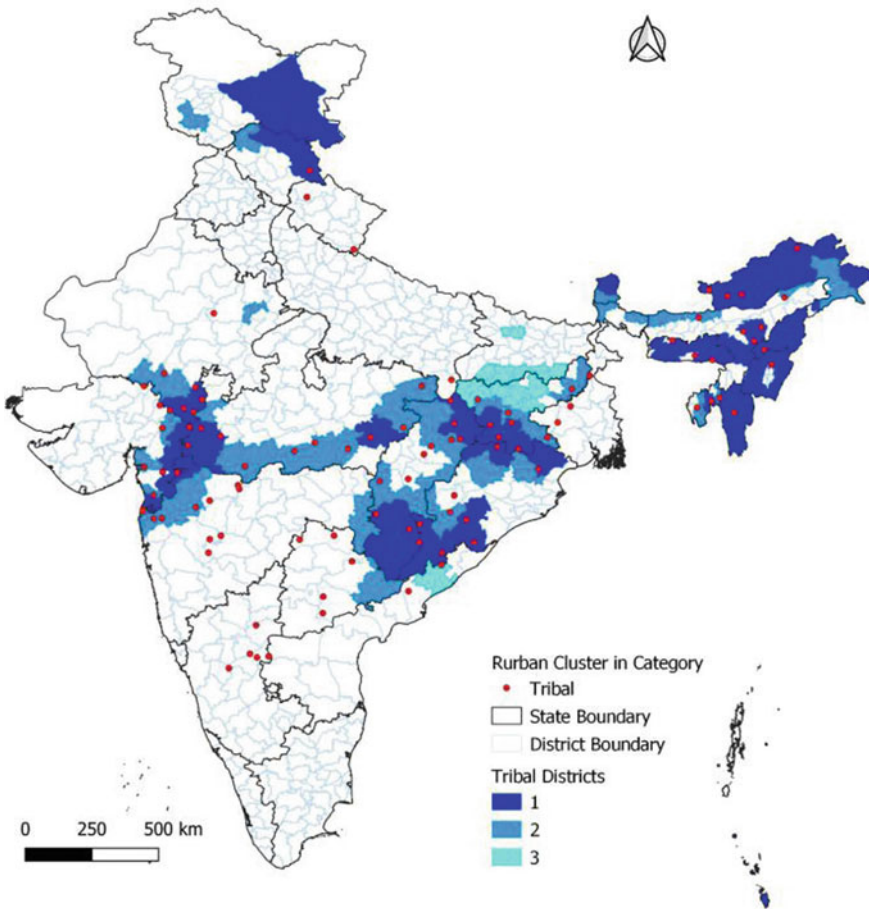 Rurban Cluster in Category
Tribal
State Boundary
District Boundary
Tribal Districts
1
2
3
0 250 500 km